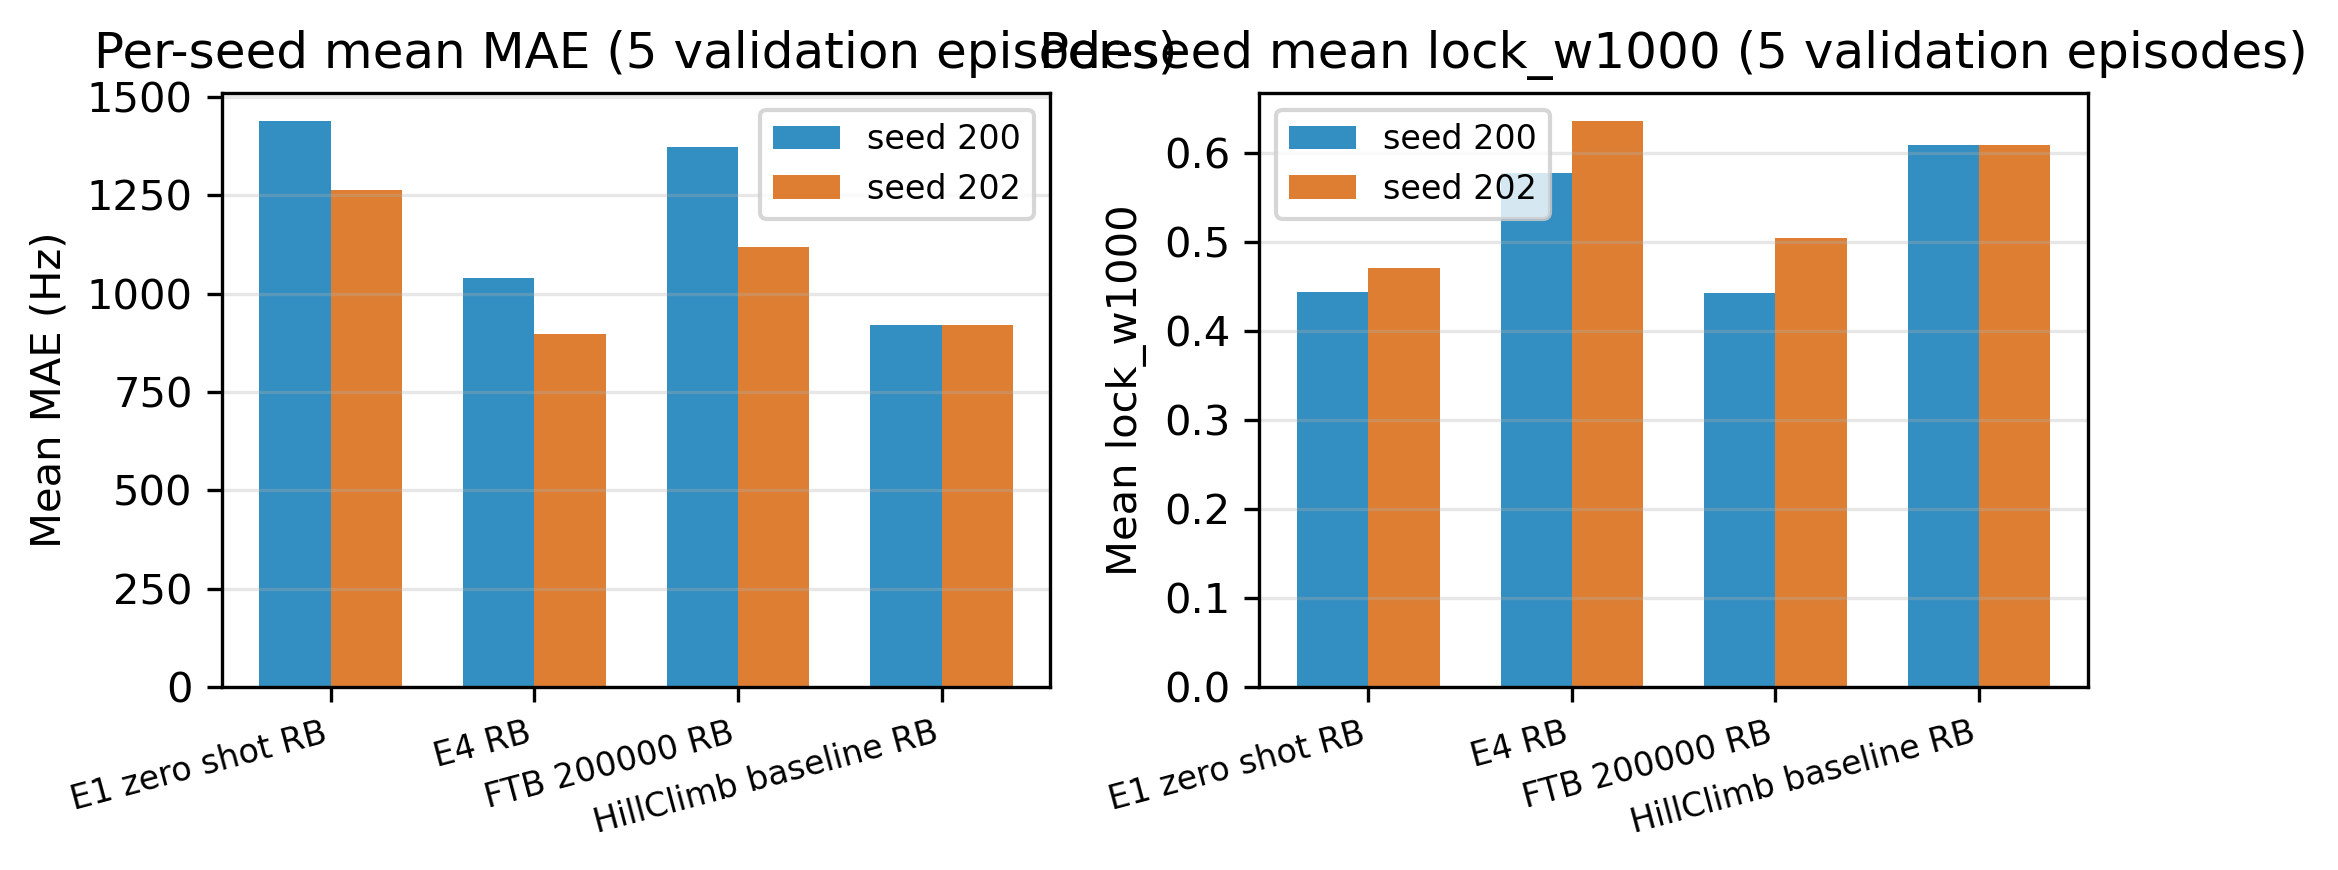 Per-seed mean MAE (5 validation episodes)
Mean MAE (Hz)
1500
1250
1000
750
500
250
0
seed 200
seed 202
E1 zero shot RB
E4 RB
FTB 200000 RB
HillClimb baseline RB
Per-seed mean lock_w1000 (5 validation episodes)
Mean lock_w1000
0.6
0.5
0.4
0.3
0.2
0.1
0.0
seed 200
seed 202
E1 zero shot RB
E4 RB
FTB 200000 RB
HillClimb baseline RB